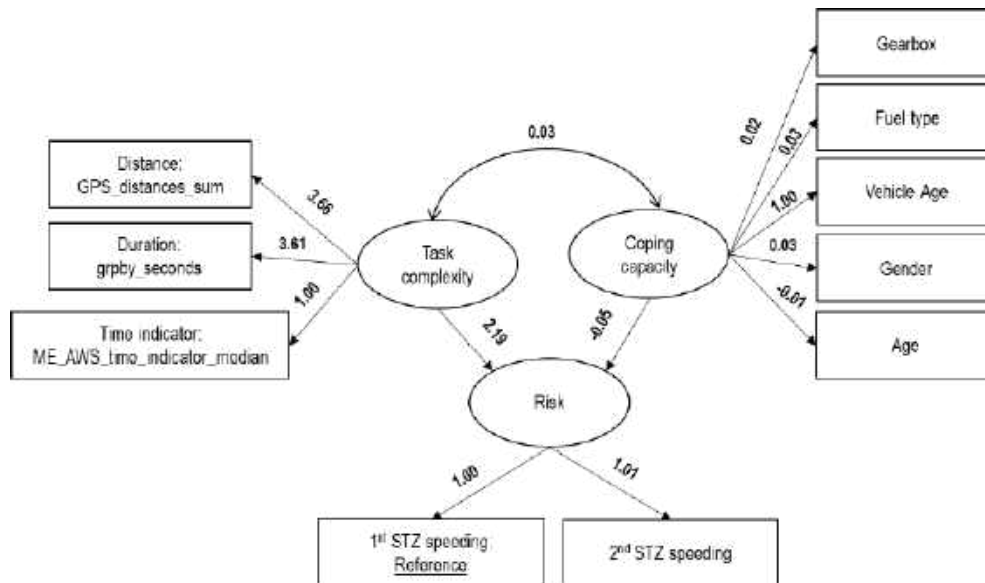 Gearbox
0.02
Fuel type
0.03
0.03
Distance:
GPS_distances_sum
3.66
1.00
Vehicle Age
Duration:
grpby_seconds
3.61
Task
complexity
Coping
capacity
0.03
Gender
1.00
-0.01
Time indicator:
ME_AWS_time_indicator_median
2.19
-0.05
Age
Risk
1.00
1.01
1st STZ speeding
Reference
2nd STZ speeding